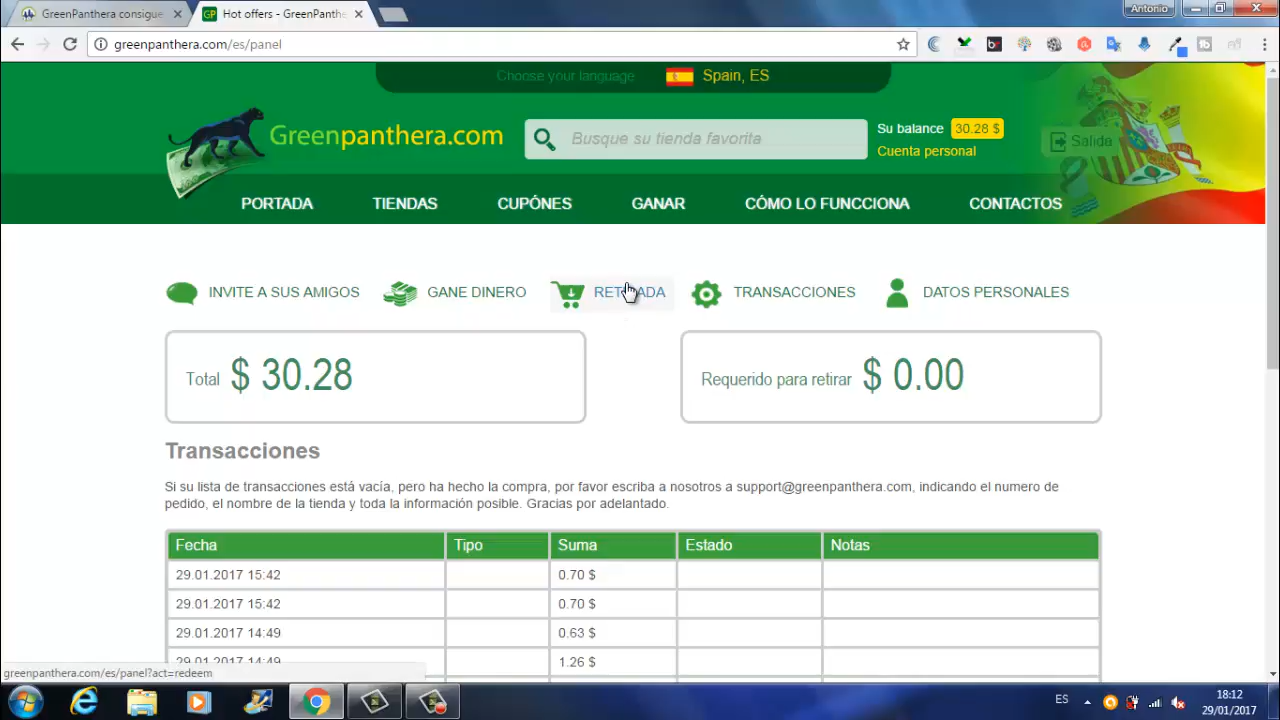 GreenPanthera consigue
Hot offers - GreenPanthe
Antonio
greenpanthera.com/es/panel
Choose your language
Spain, ES
Greenpanthera.com
Busque su tienda favorita
Su balance 30.28 $
Cuenta personal
Salida
PORTADA TIENDAS CUPÓNES GANAR CÓMO LO FUNCCIONA CONTACTOS
INVITE A SUS AMIGOS GANE DINERO RETIRADA TRANSACCIONES DATOS PERSONALES
Total $ 30.28
Requerido para retirar $ 0.00
Transacciones
Si su lista de transacciones está vacía, pero ha hecho la compra, por favor escriba a nosotros a support@greenpanthera.com, indicando el numero de
pedido, el nombre de la tienda y toda la información posible. Gracias por adelantado.
Fecha Tipo Suma Estado Notas
29.01.2017 15:42 0.70 $
29.01.2017 15:42 0.70 $
29.01.2017 14:49 0.63 $
29.01.2017 14:49 1.26 $
greenpanthera.com/es/panel?act=redeem
ES
18:12
29/01/2017